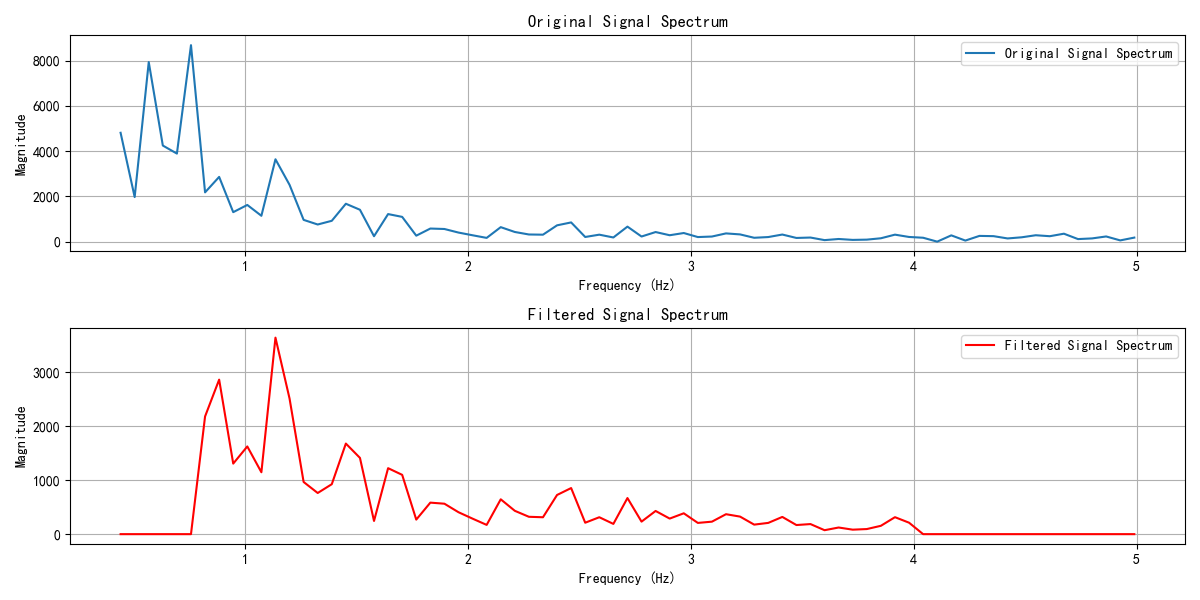 Original Signal Spectrum
Original Signal Spectrum
8000
6000
4000
2000
0
Magnitude
1 2 3 4 5
Frequency (Hz)
Filtered Signal Spectrum
Filtered Signal Spectrum
3000
2000
1000
0
Magnitude
1 2 3 4 5
Frequency (Hz)